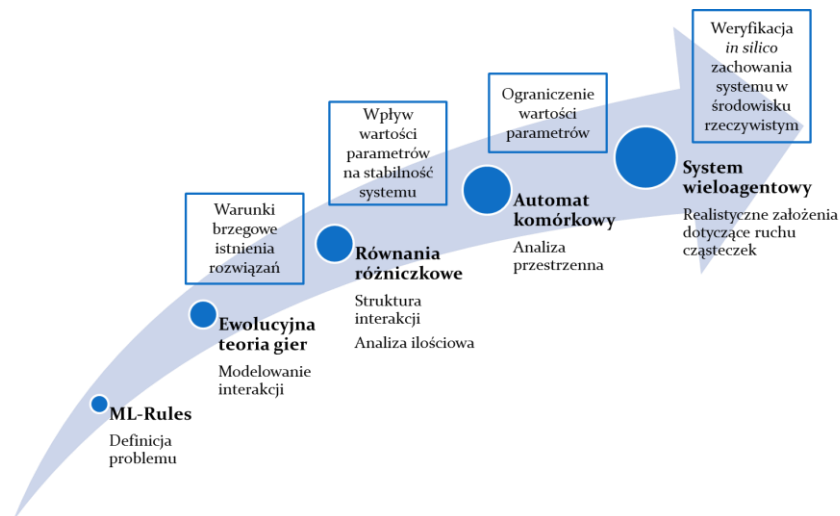 Weryfikacja
in silico
zachowania
systemu w
środowisku
rzeczywistym
Ograniczenie
wartości
parametrów
Wpływ
wartości
parametrów
na stabilność
systemu
Warunki
brzegowe
istnienia
rozwiązań
System
wieloagentowy
Realistyczne założenia
dotyczące ruchu
cząsteczek
Automat
komórkowy
Analiza
przestrzenna
Równania
różniczkowe
Struktura
interakcji
Analiza ilościowa
Ewolucyjna
teoria gier
Modelowanie
interakcji
ML-Rules
Definicja
problemu